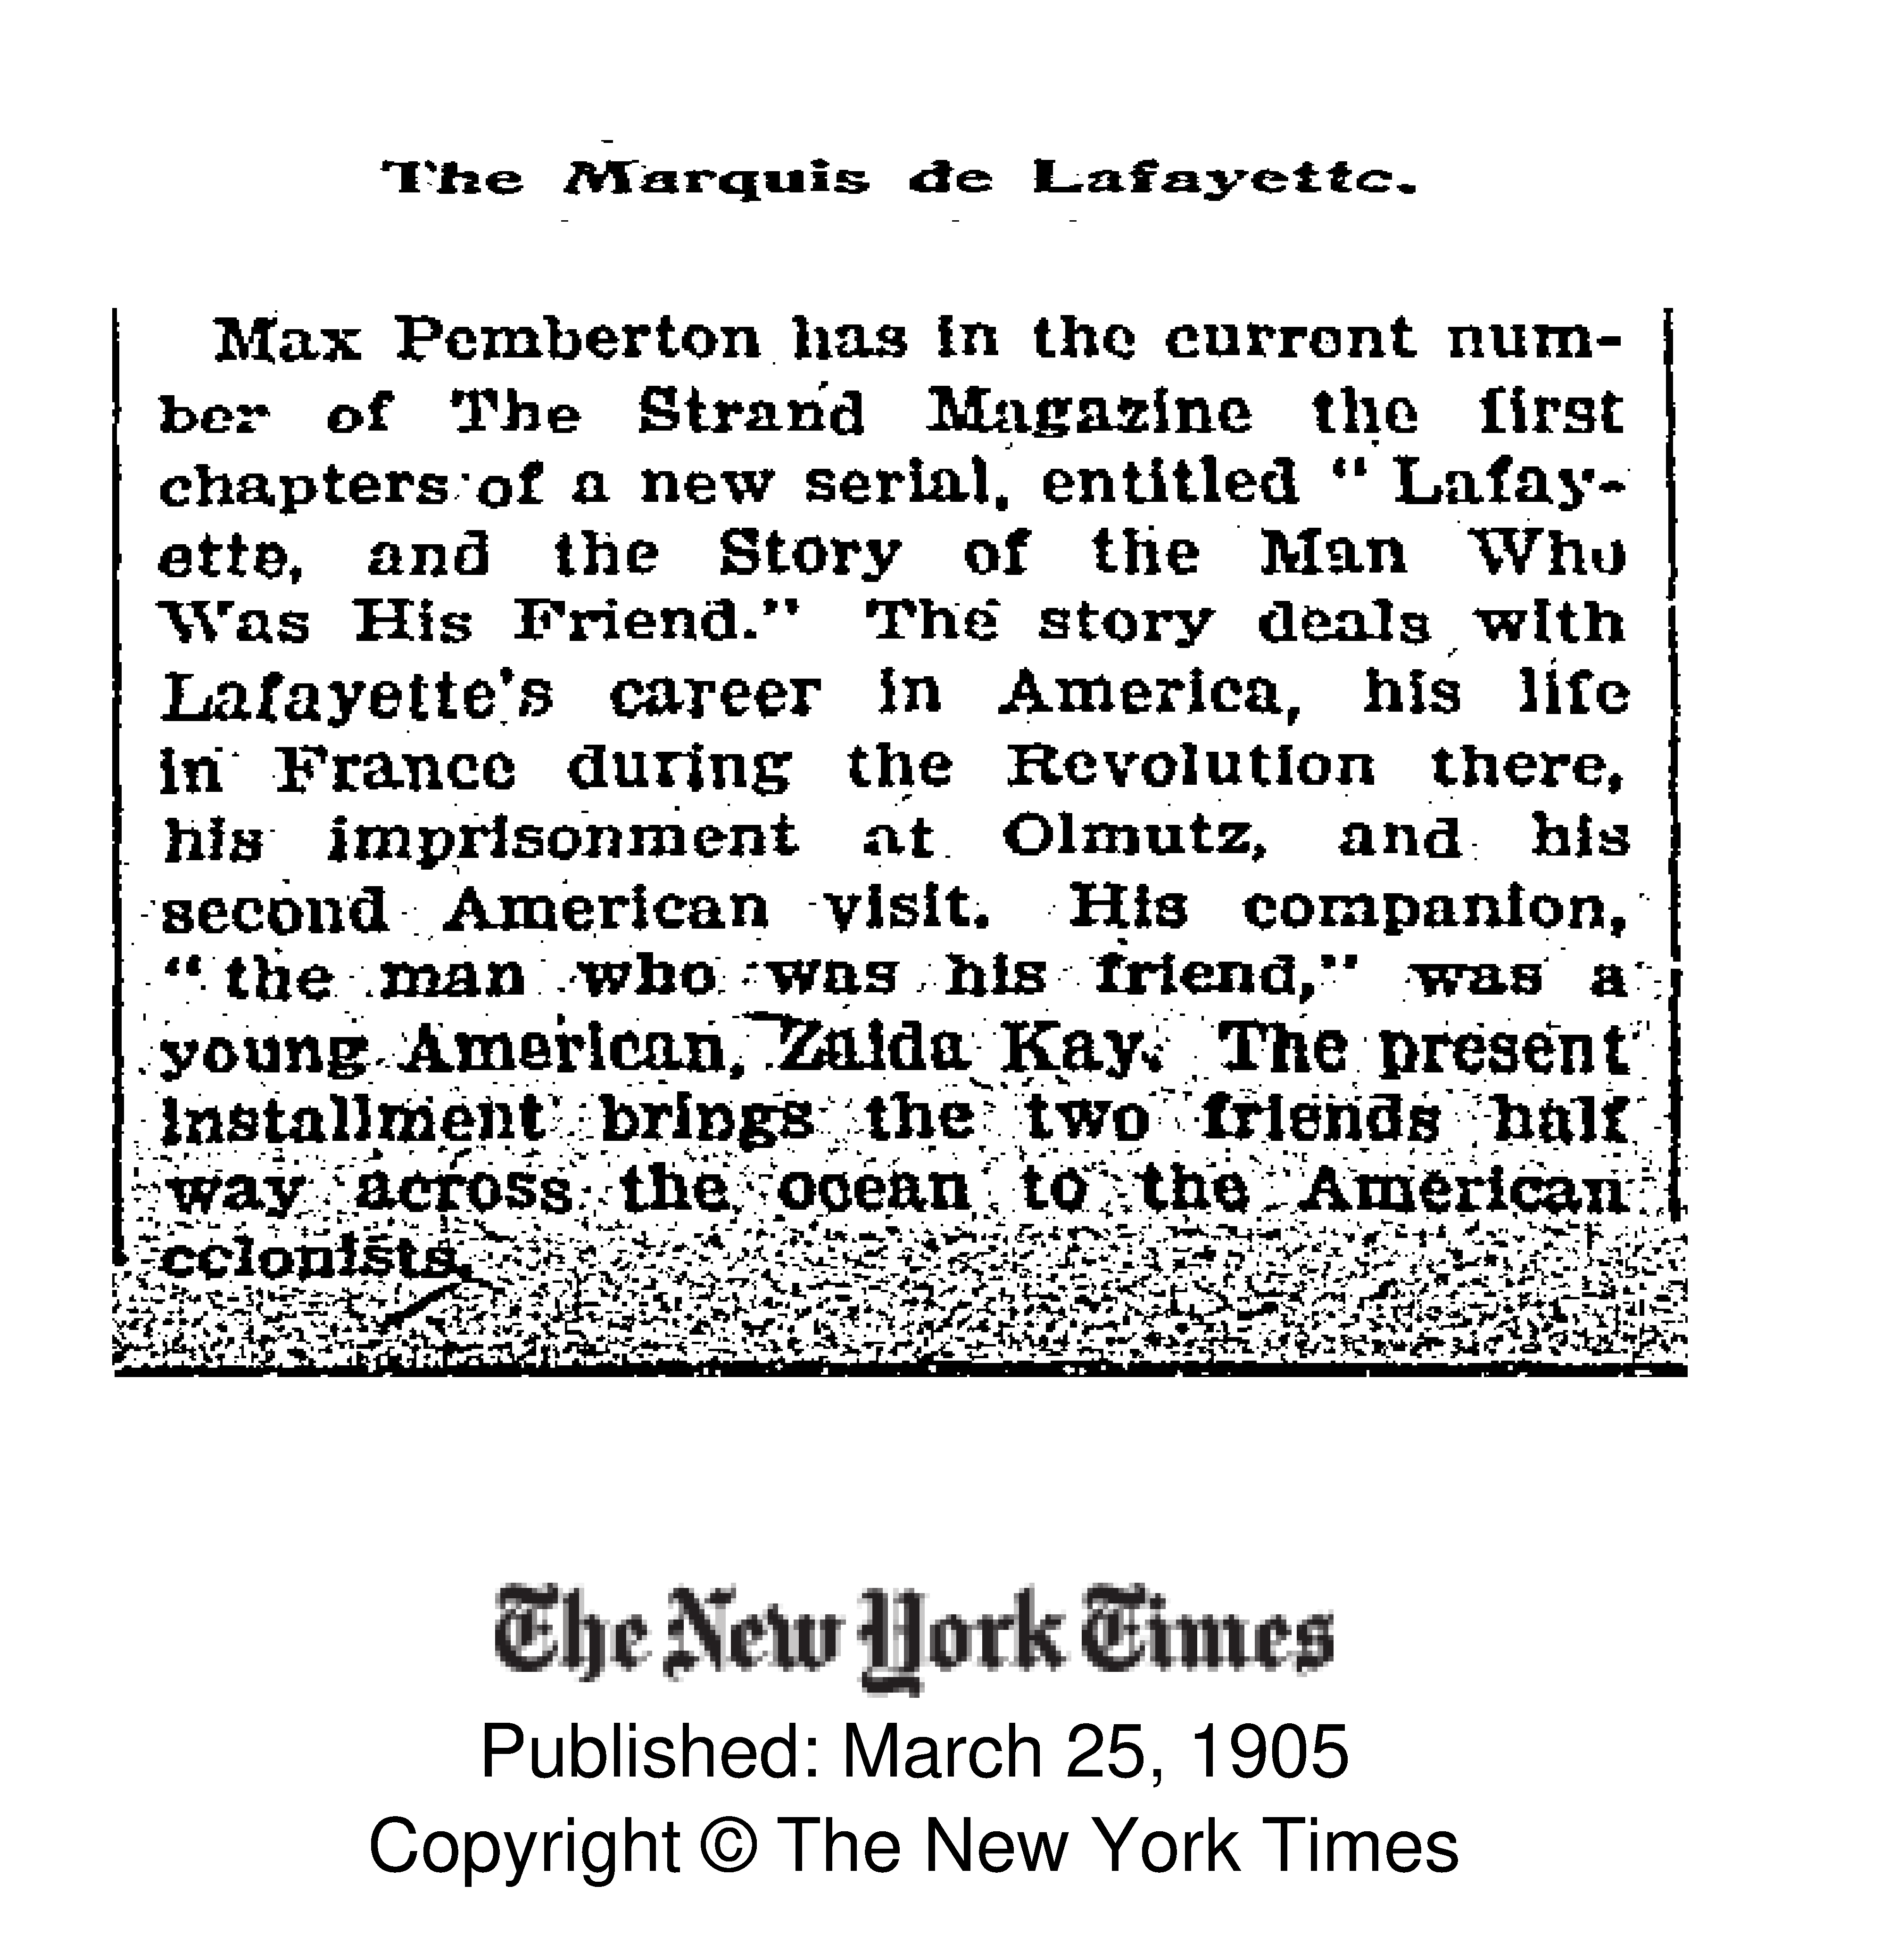 The Marquis de Lafayette.
Max Pemberton has in the current num-
ber of The Strand Magazine the first
chapters of a new serial, entitled " Lafay-
ette, and the Story of the Man Who
Was His Friend." The story deals with
Lafayette's career in America, his life
in France during the Revolution there,
his imprisonment at Olmutz, and his
second American visit. His companion,
" the man who was his friend," was a
young American, Zaida Kay. The present
installment brings the two friends half
way across the ocean to the American
colonists.
The New York Times
Published: March 25, 1905
Copyright © The New York Times